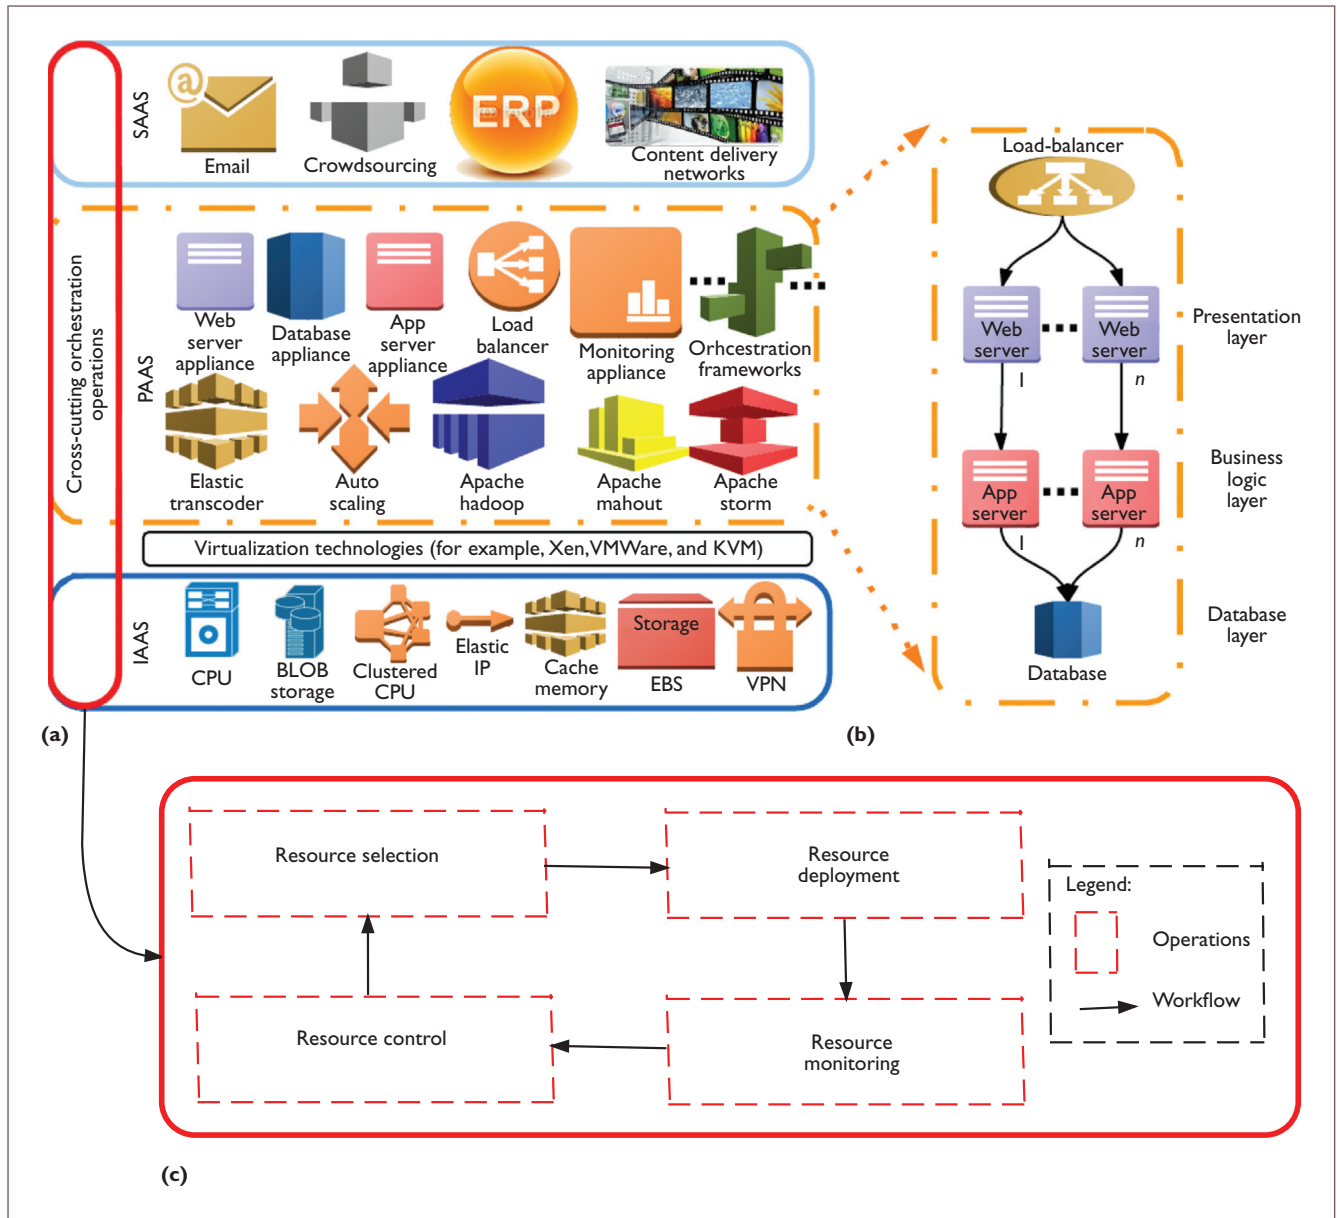 SAAS
@
Email
Crowdsourcing
ERP
Content delivery
networks
Cross-cutting orchestration
operations
PAAS
Web
server
appliance
Database
appliance
App
server
appliance
Load
balancer
Monitoring
appliance
Orhcestration
frameworks
Elastic
transcoder
Auto
scaling
Apache
hadoop
Apache
mahout
Apache
storm
Virtualization technologies (for example, Xen,VMWare, and KVM)
IAAS
CPU
BLOB
storage
Clustered
CPU
Elastic
IP
Cache
memory
Storage
EBS
VPN
(a)
Load-balancer
Web
server
1
Web
server
n
Presentation
layer
App
server
1
App
server
n
Business
logic
layer
Database
Database
layer
(b)
Resource selection
Resource
deployment
Resource control
Resource
monitoring
Legend:
Operations
Workflow
(c)